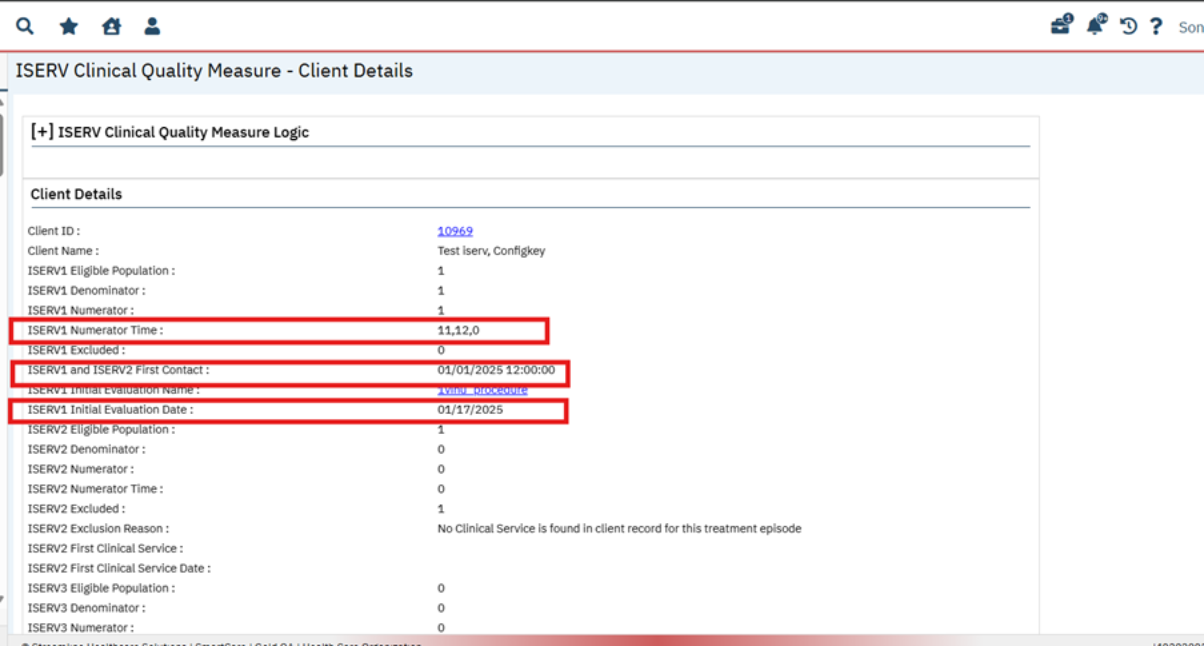 ? Son
ISERV Clinical Quality Measure - Client Details
[+] ISERV Clinical Quality Measure Logic
Client Details
Client ID : 10969
Client Name : Test iserv, Configkey
ISERV1 Eligible Population : 1
ISERV1 Denominator : 1
ISERV1 Numerator : 1
ISERV1 Numerator Time : 11,12,0
ISERV1 Excluded : 0
ISERV1 and ISERV2 First Contact : 01/01/2025 12:00:00
ISERV1 Initial Evaluation Name : 1vinu_procedure
ISERV1 Initial Evaluation Date : 01/17/2025
ISERV2 Eligible Population : 1
ISERV2 Denominator : 0
ISERV2 Numerator : 0
ISERV2 Numerator Time : 0
ISERV2 Excluded : 1
ISERV2 Exclusion Reason : No Clinical Service is found in client record for this treatment episode
ISERV2 First Clinical Service :
ISERV2 First Clinical Service Date :
ISERV3 Eligible Population : 0
ISERV3 Denominator : 0
ISERV3 Numerator : 0